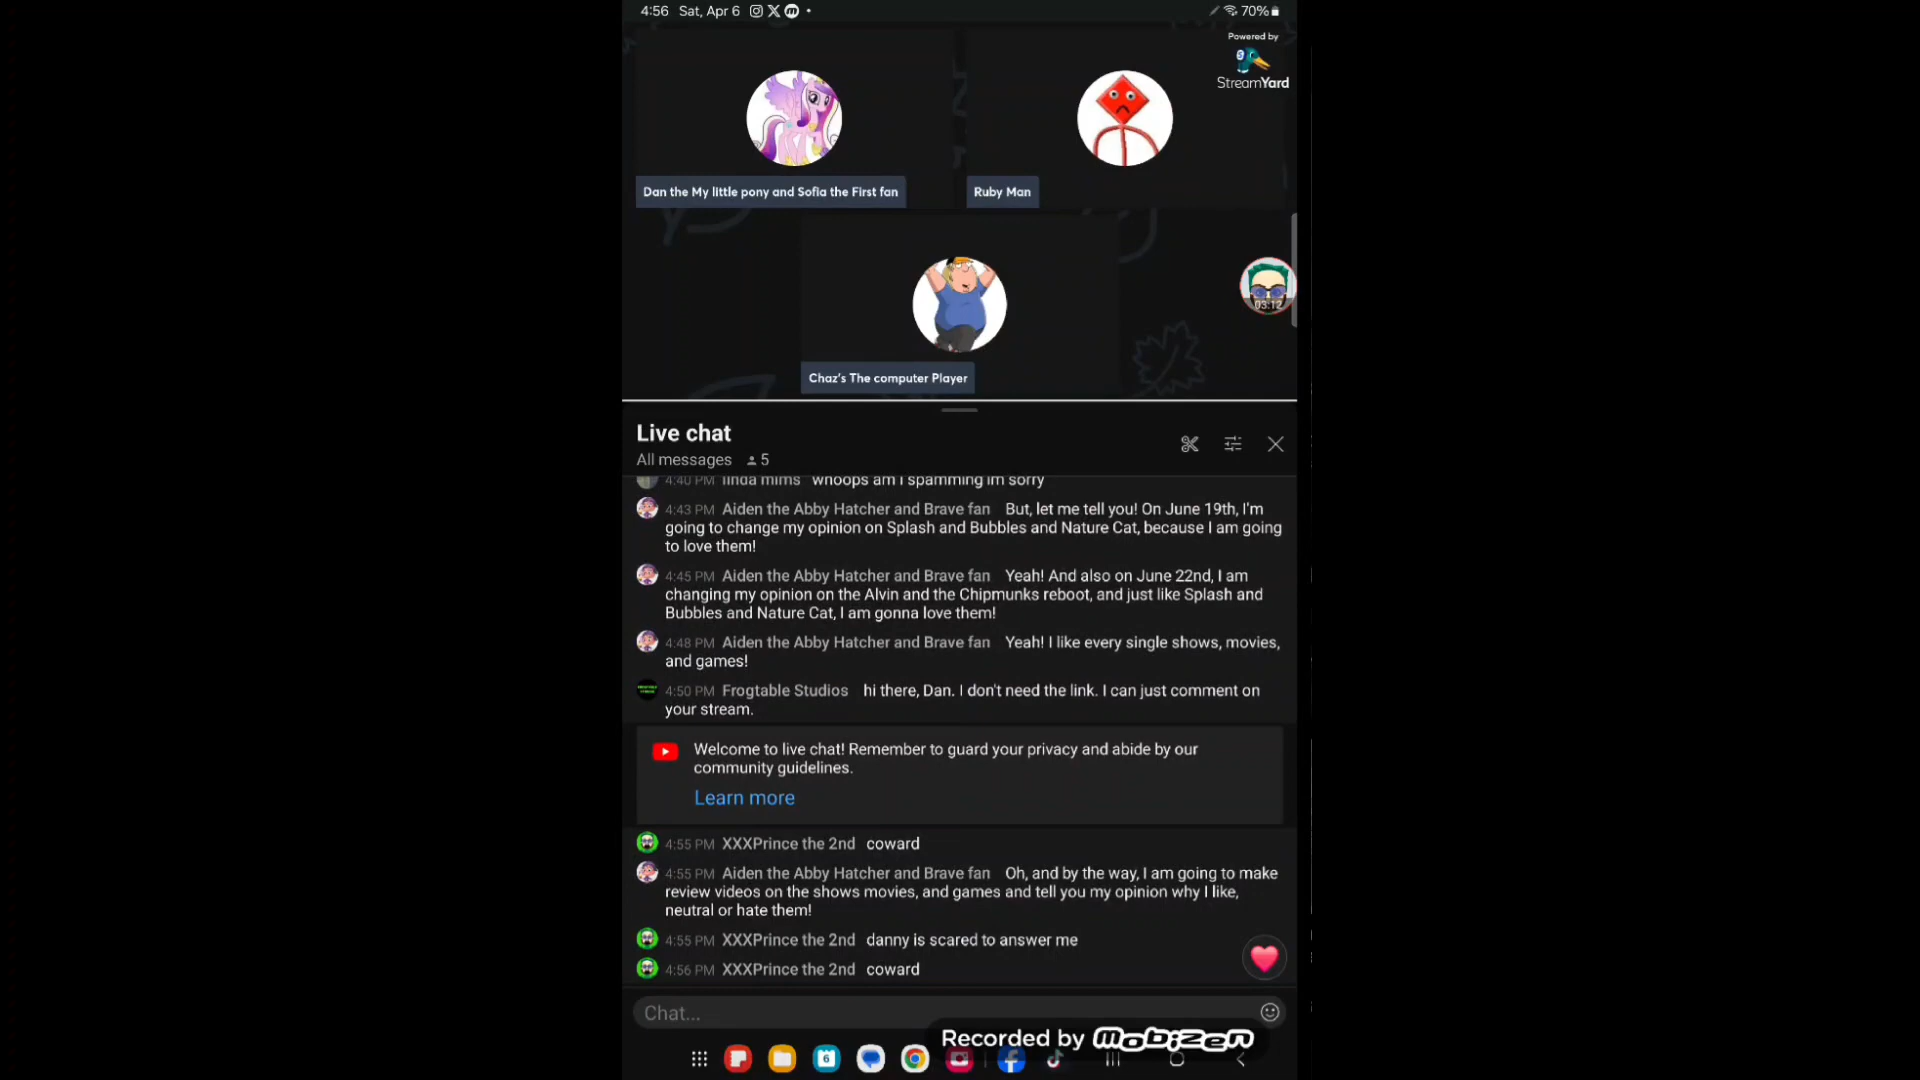 4:56 Sat, Apr 6
70%
Powered by
StreamYard
Dan the My little pony and Sofia the First fan
Ruby Man
03:12
Chaz's The computer Player
Live chat
All messages 5
4:40 PM linda mims whoops am I spamming im sorry
4:43 PM Aiden the Abby Hatcher and Brave fan But, let me tell you! On June 19th, I'm
going to change my opinion on Splash and Bubbles and Nature Cat, because I am going
to love them!
4:45 PM Aiden the Abby Hatcher and Brave fan Yeah! And also on June 22nd, I am
changing my opinion on the Alvin and the Chipmunks reboot, and just like Splash and
Bubbles and Nature Cat, I am gonna love them!
4:48 PM Aiden the Abby Hatcher and Brave fan Yeah! I like every single shows, movies,
and games!
4:50 PM Frogtable Studios hi there, Dan. I don't need the link. I can just comment on
your stream.
Welcome to live chat! Remember to guard your privacy and abide by our
community guidelines.
Learn more
4:55 PM XXXPrince the 2nd coward
4:55 PM Aiden the Abby Hatcher and Brave fan Oh, and by the way, I am going to make
review videos on the shows movies, and games and tell you my opinion why I like,
neutral or hate them!
4:55 PM XXXPrince the 2nd danny is scared to answer me
4:56 PM XXXPrince the 2nd coward
Chat...
Recorded by mobizen
6